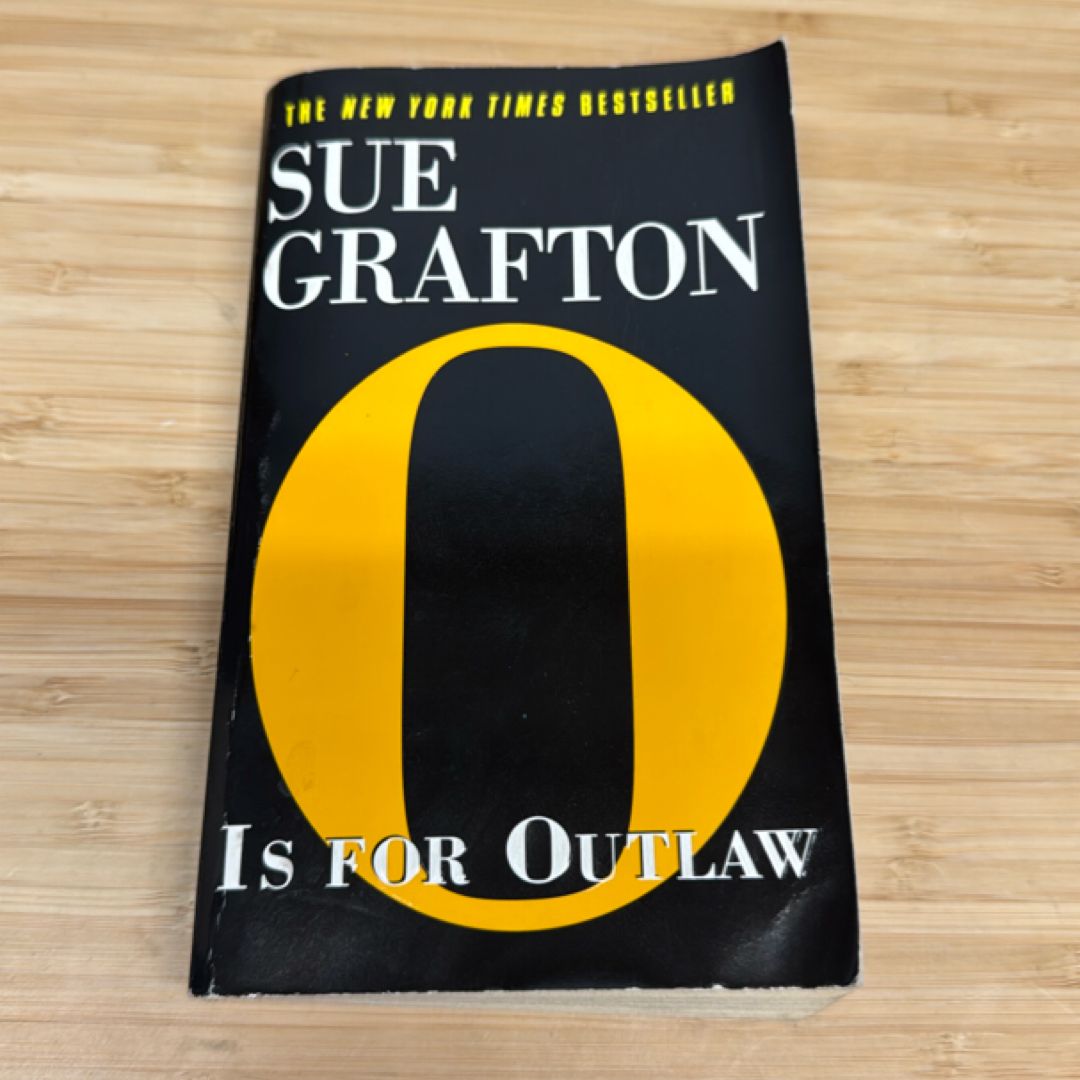 THE NEW YORK TIMES BESTSELLER
SUE
GRAFTON
O
IS FOR OUTLAW